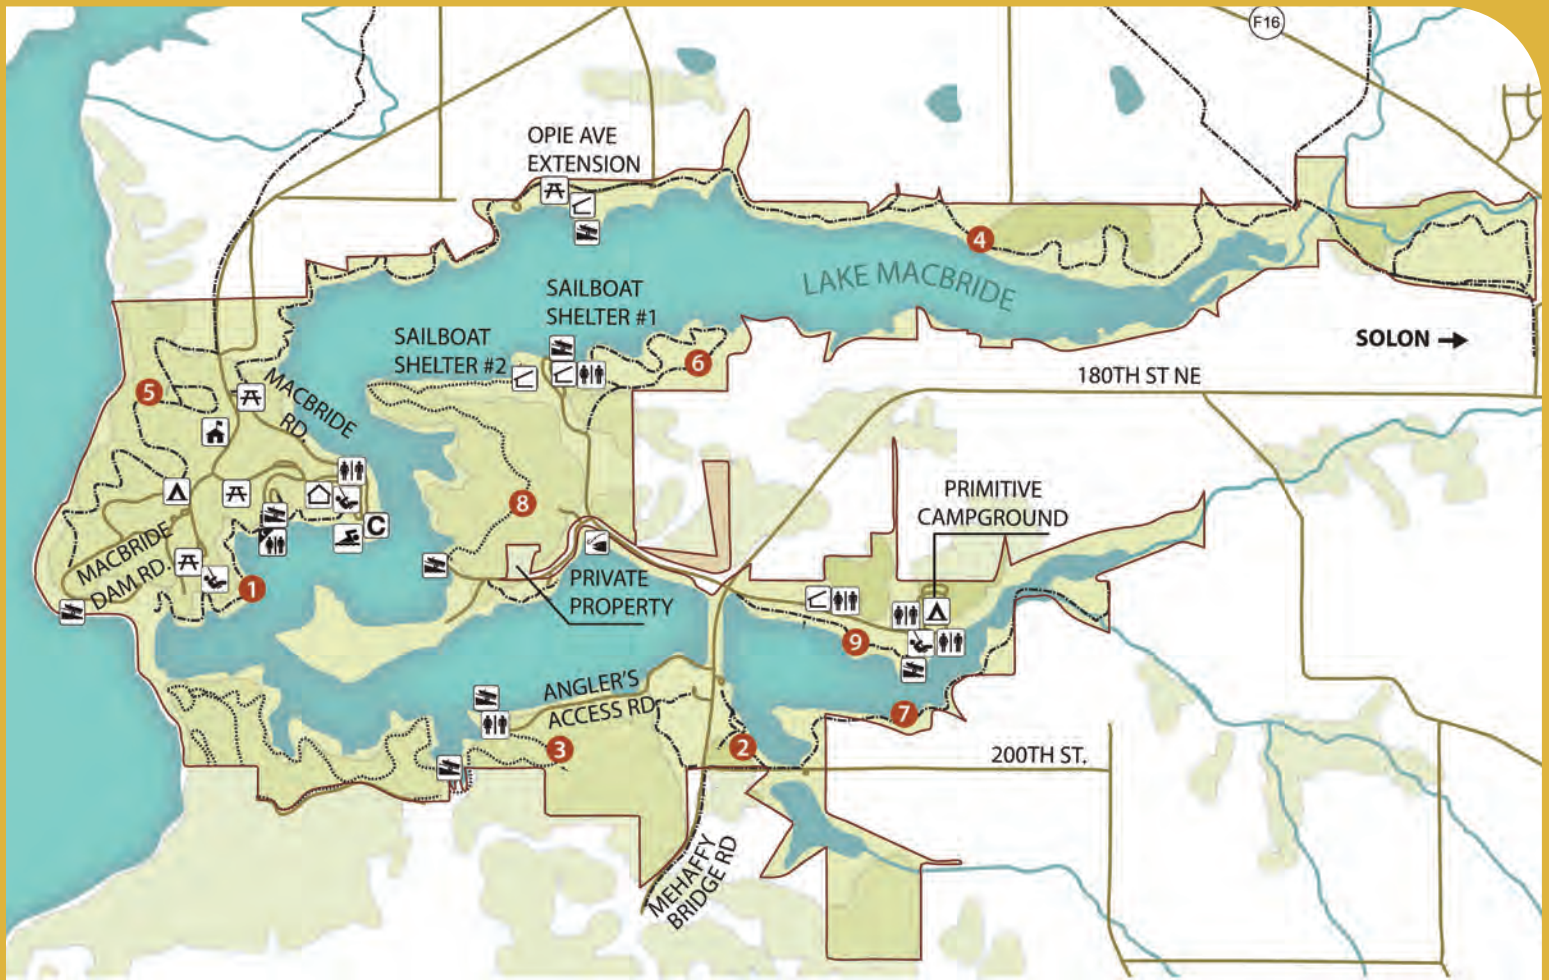 F16
OPIE AVE
EXTENSION
4
LAKE MACBRIDE
SAILBOAT
SHELTER #1
SAILBOAT
SHELTER #2
SOLON
6
180TH ST NE
5
MACBRIDE
RD.
8
PRIMITIVE
CAMPGROUND
C
MACBRIDE
DAM RD.
1
PRIVATE
PROPERTY
9
ANGLER'S
ACCESS RD
7
3
2
200TH ST.
MEHAFFY
BRIDGE RD